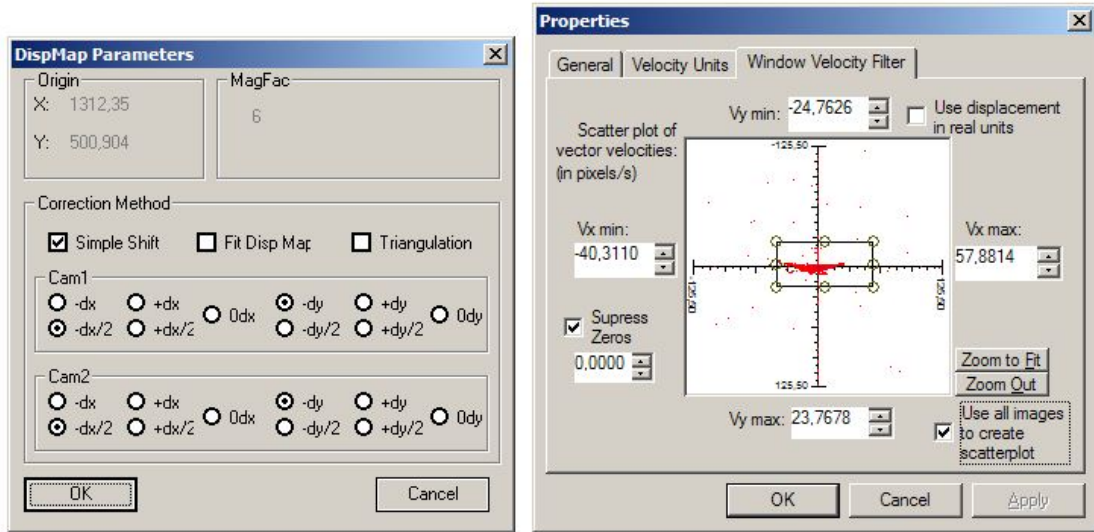 DispMap Parameters
Origin
X: 1312,35
Y: 500,904
MagFac
6
Correction Method
Simple Shift Fit Disp Map Triangulation
Cam1
-dx +dx 0dx -dy +dy 0dy
-dx/2 +dx/2 -dy/2 +dy/2
Cam2
-dx +dx 0dx -dy +dy 0dy
-dx/2 +dx/2 -dy/2 +dy/2
OK Cancel
Properties
General Velocity Units Window Velocity Filter
Vy min: -24,7626
Use displacement
in real units
Scatter plot of
vector velocities:
(in pixels/s)
-125,50
Vx min:
-40,3110
Vx max:
57,8814
-125,50
125,50
Supress
Zeros
0,0000
125,50
Zoom to Fit
Zoom Out
Vy max: 23,7678
Use all images
to create
scatterplot
OK Cancel Apply